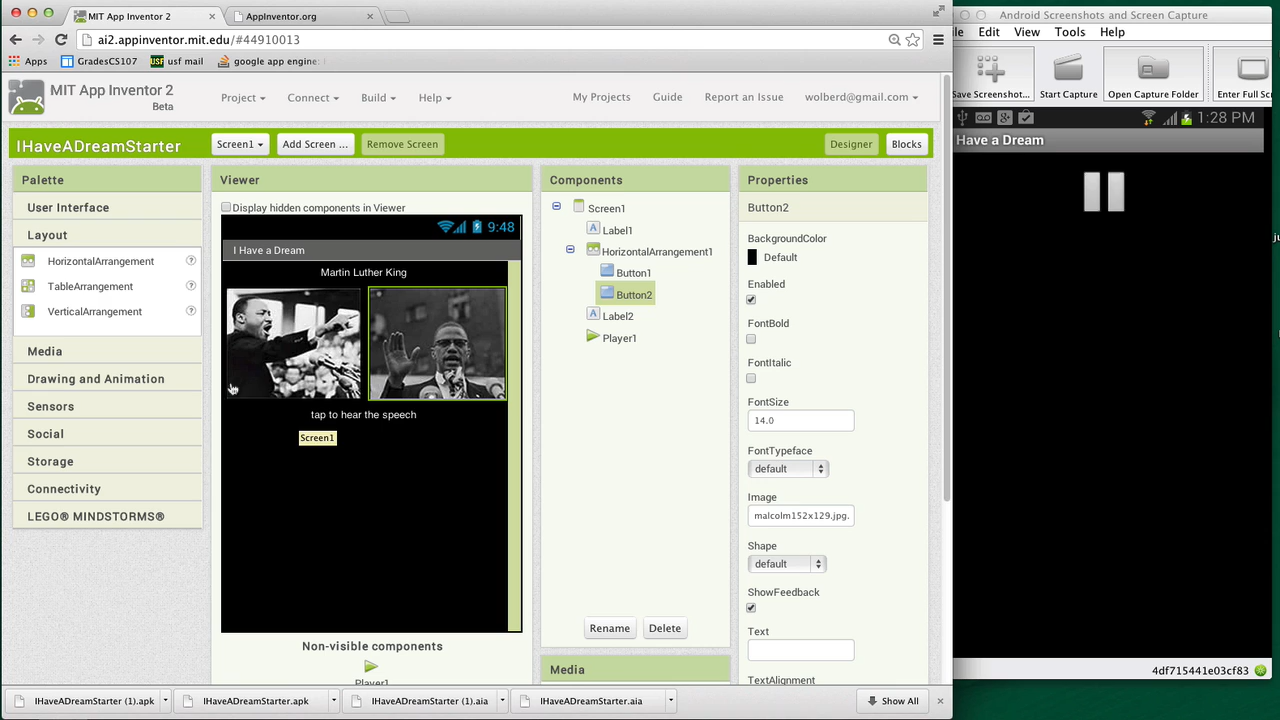 MIT App Inventor 2
AppInventor.org
Android Screenshots and Screen Capture
ai2.appinventor.mit.edu/#44910013
Edit View Tools Help
Apps GradesCS107 USF usf mail google app engine:
MIT App Inventor 2
Beta
Project Connect Build Help My Projects Guide Report an Issue wolberd@gmail.com
Save Screenshot... Start Capture Open Capture Folder Enter Full Scr
1:28 PM
Have a Dream
IHaveADreamStarter Screen1 Add Screen ... Remove Screen Designer Blocks
Palette Viewer Components Properties
User Interface
Layout
HorizontalArrangement ?
TableArrangement ?
VerticalArrangement ?
Media
Drawing and Animation
Sensors
Social
Storage
Connectivity
LEGO® MINDSTORMS®
Display hidden components in Viewer
9:48
I Have a Dream
Martin Luther King
tap to hear the speech
Screen1
Non-visible components
Player1
Screen1
Label1
HorizontalArrangement1
Button1
Button2
Label2
Player1
Rename Delete
Media
Button2
BackgroundColor
Default
Enabled
FontBold
FontItalic
FontSize
14.0
FontTypeface
default
Image
malcolm152x129.jpg.
Shape
default
ShowFeedback
Text
TextAlignment
4df715441e03cf83
IHaveADreamStarter (1).apk IHaveADreamStarter.apk IHaveADreamStarter (1).aia IHaveADreamStarter.aia Show All